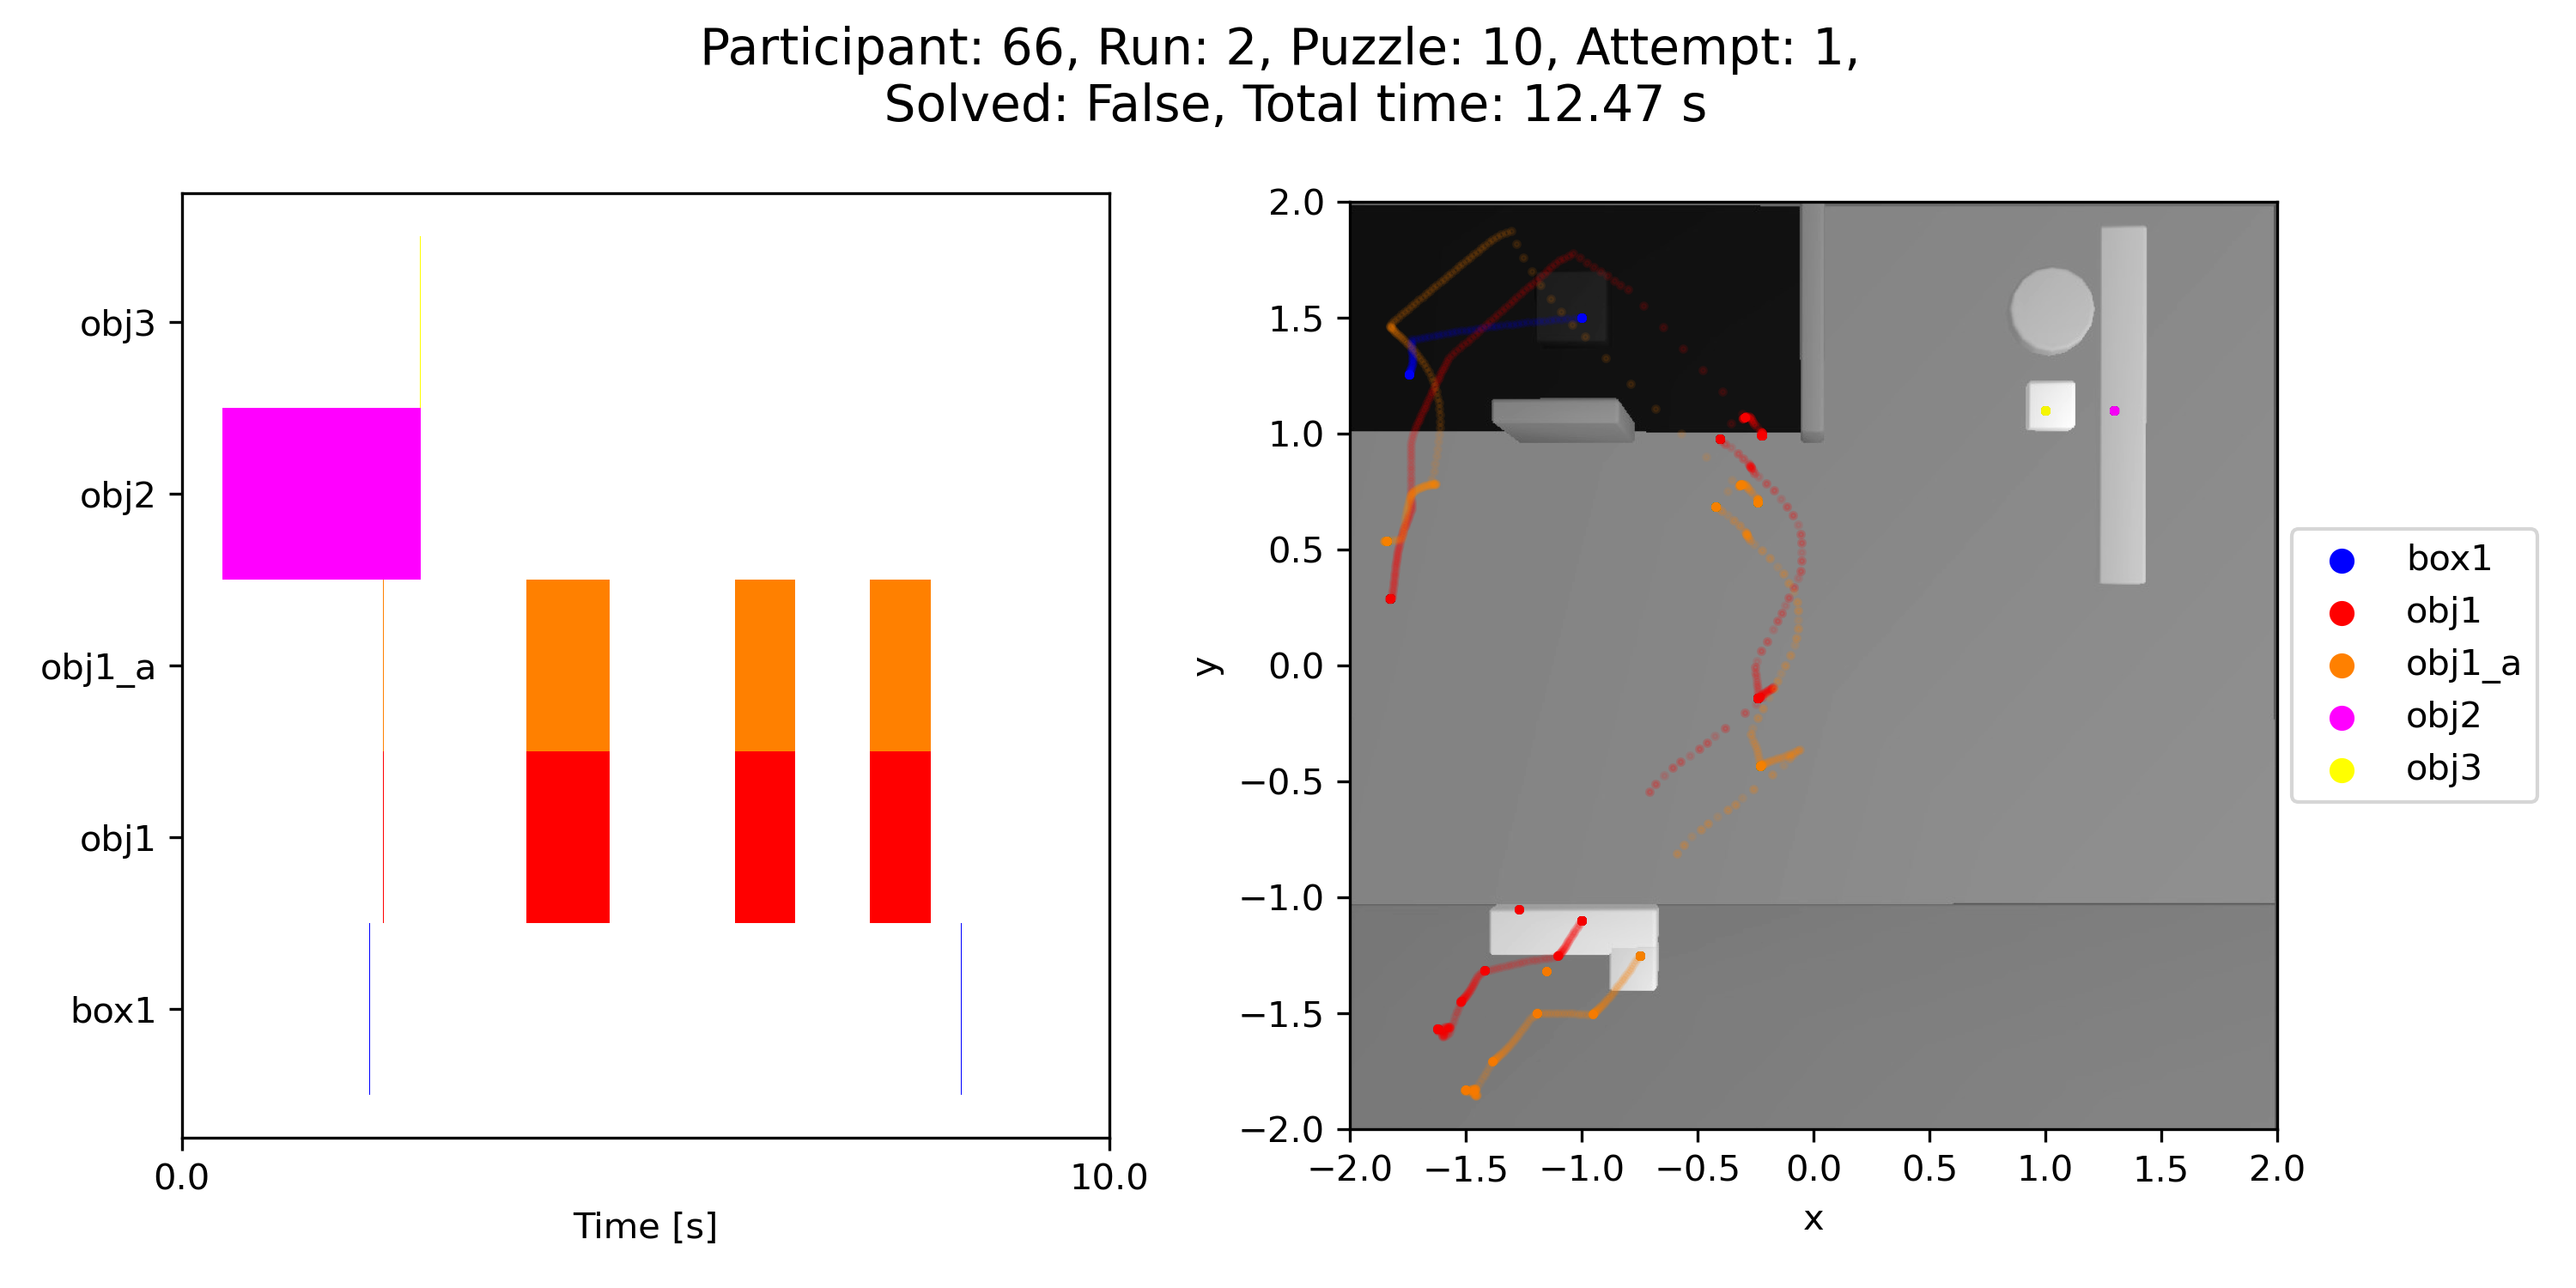 Participant: 66, Run: 2, Puzzle: 10, Attempt: 1,
Solved: False, Total time: 12.47 s
obj3
obj2
obj1_a
obj1
box1
0.0
10.0
Time [s]
2.0
1.5
1.0
0.5
0.0
−0.5
−1.0
−1.5
−2.0
y
−2.0
−1.5
−1.0
−0.5
0.0
0.5
1.0
1.5
2.0
x
box1
obj1
obj1_a
obj2
obj3